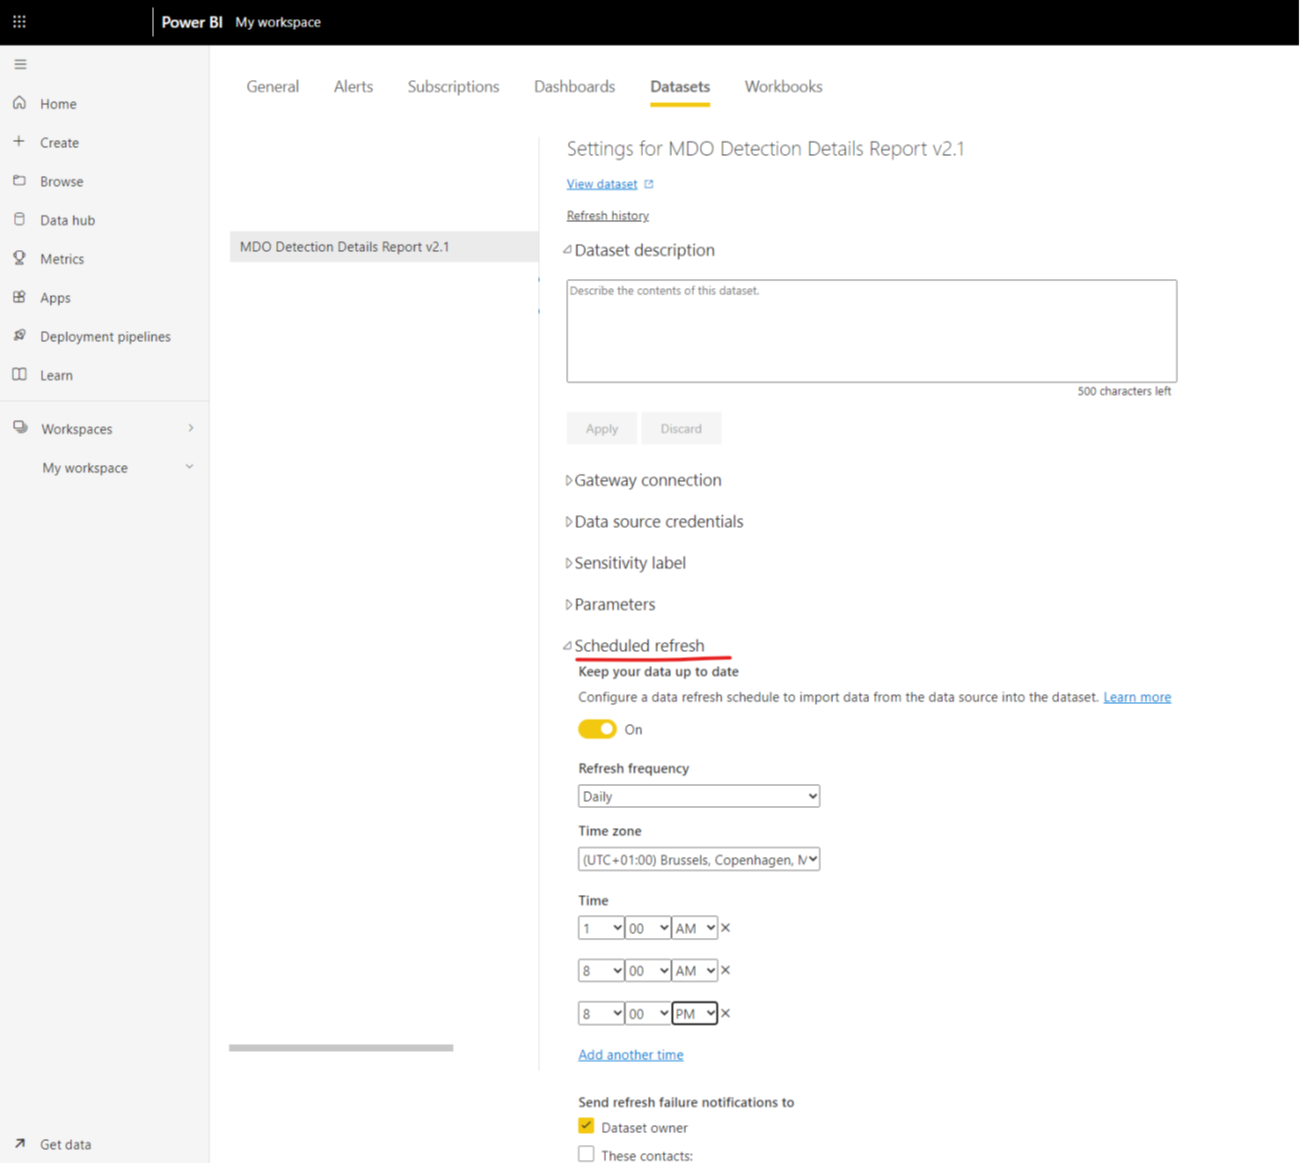 Power BI My workspace
General Alerts Subscriptions Dashboards Datasets Workbooks
Home
Create
Browse
Data hub
Metrics
Apps
Deployment pipelines
Learn
Workspaces
My workspace
Get data
MDO Detection Details Report v2.1
Settings for MDO Detection Details Report v2.1
View dataset
Refresh history
Dataset description
Describe the contents of this dataset.
500 characters left
Apply Discard
Gateway connection
Data source credentials
Sensitivity label
Parameters
Scheduled refresh
Keep your data up to date
Configure a data refresh schedule to import data from the data source into the dataset. Learn more
On
Refresh frequency
Daily
Time zone
(UTC+01:00) Brussels, Copenhagen, M
Time
1 00 AM
8 00 AM
8 00 PM
Add another time
Send refresh failure notifications to
Dataset owner
These contacts: